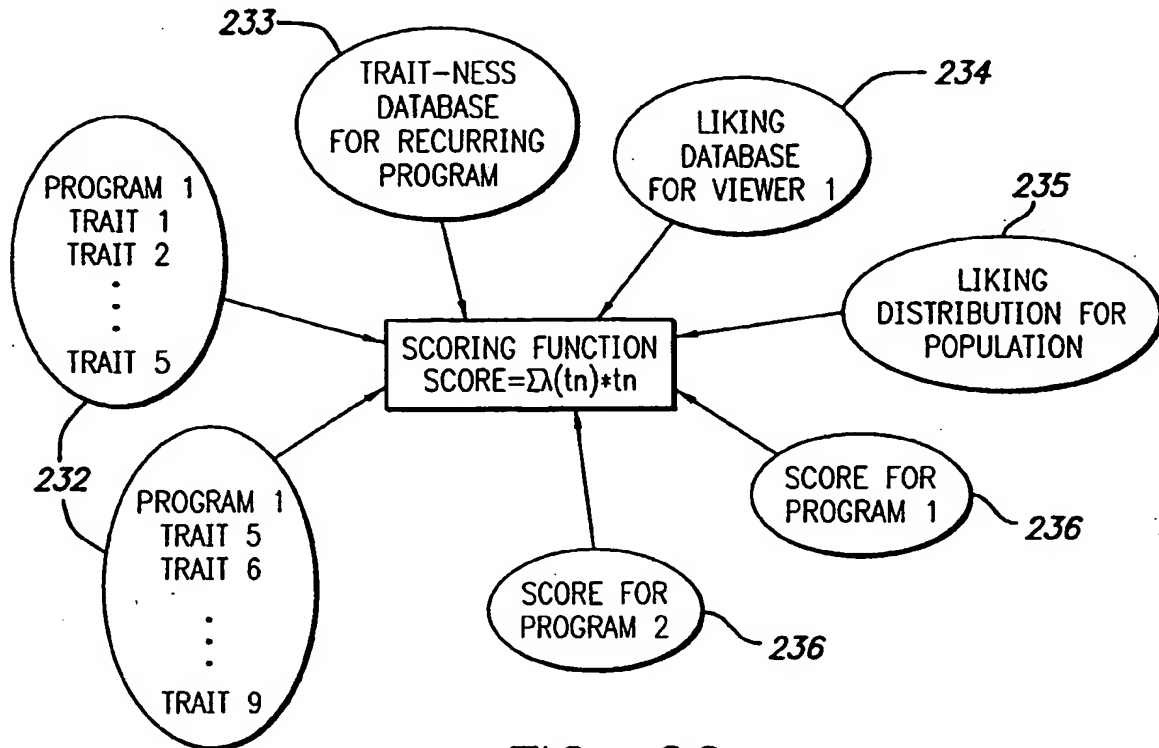 233
TRAIT-NESS
DATABASE
FOR RECURRING
PROGRAM
234
LIKING
DATABASE
FOR VIEWER 1
235
LIKING
DISTRIBUTION FOR
POPULATION
PROGRAM 1
TRAIT 1
TRAIT 2
.
.
.
TRAIT 5
SCORING FUNCTION
SCORE=Σλ(tn)*tn
232
PROGRAM 1
TRAIT 5
TRAIT 6
.
.
.
TRAIT 9
SCORE FOR
PROGRAM 1
236
SCORE FOR
PROGRAM 2
236